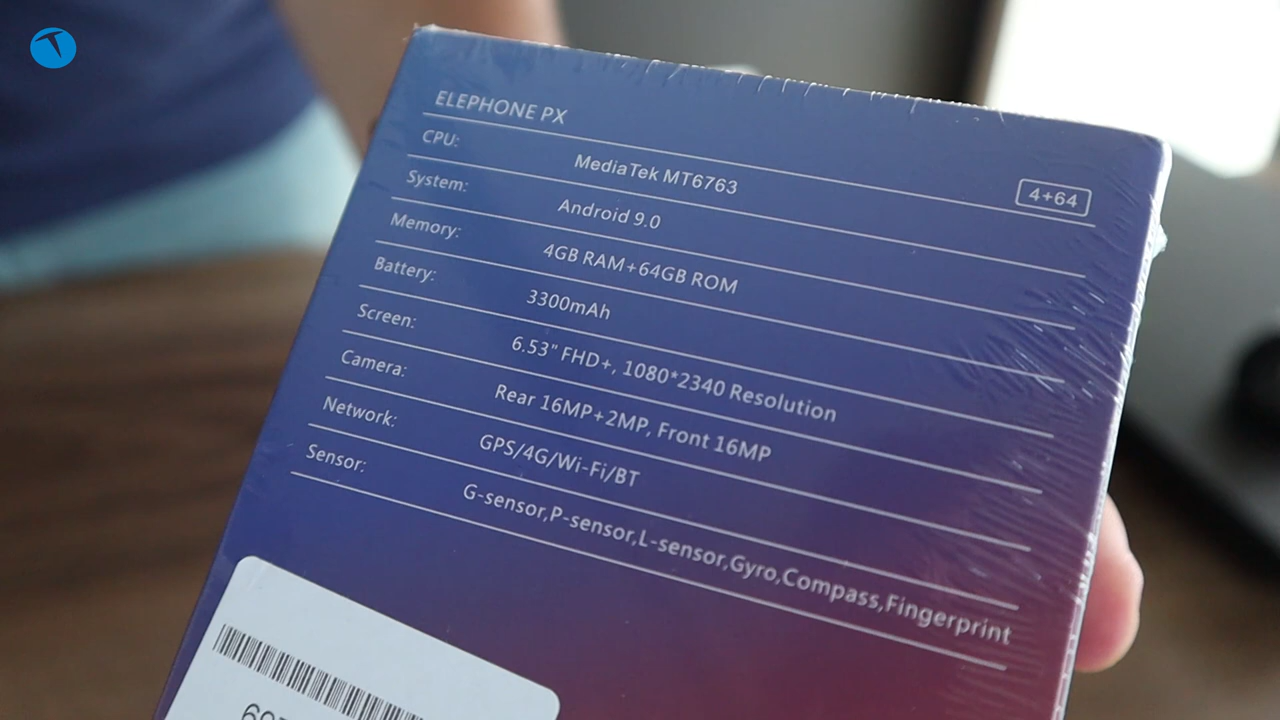 ELEPHONE PX
CPU: MediaTek MT6763
4+64
System: Android 9.0
Memory: 4GB RAM+64GB ROM
Battery: 3300mAh
Screen: 6.53" FHD+, 1080*2340 Resolution
Camera: Rear 16MP+2MP, Front 16MP
Network: GPS/4G/Wi-Fi/BT
Sensor: G-sensor,P-sensor,L-sensor,Gyro,Compass,Fingerprint